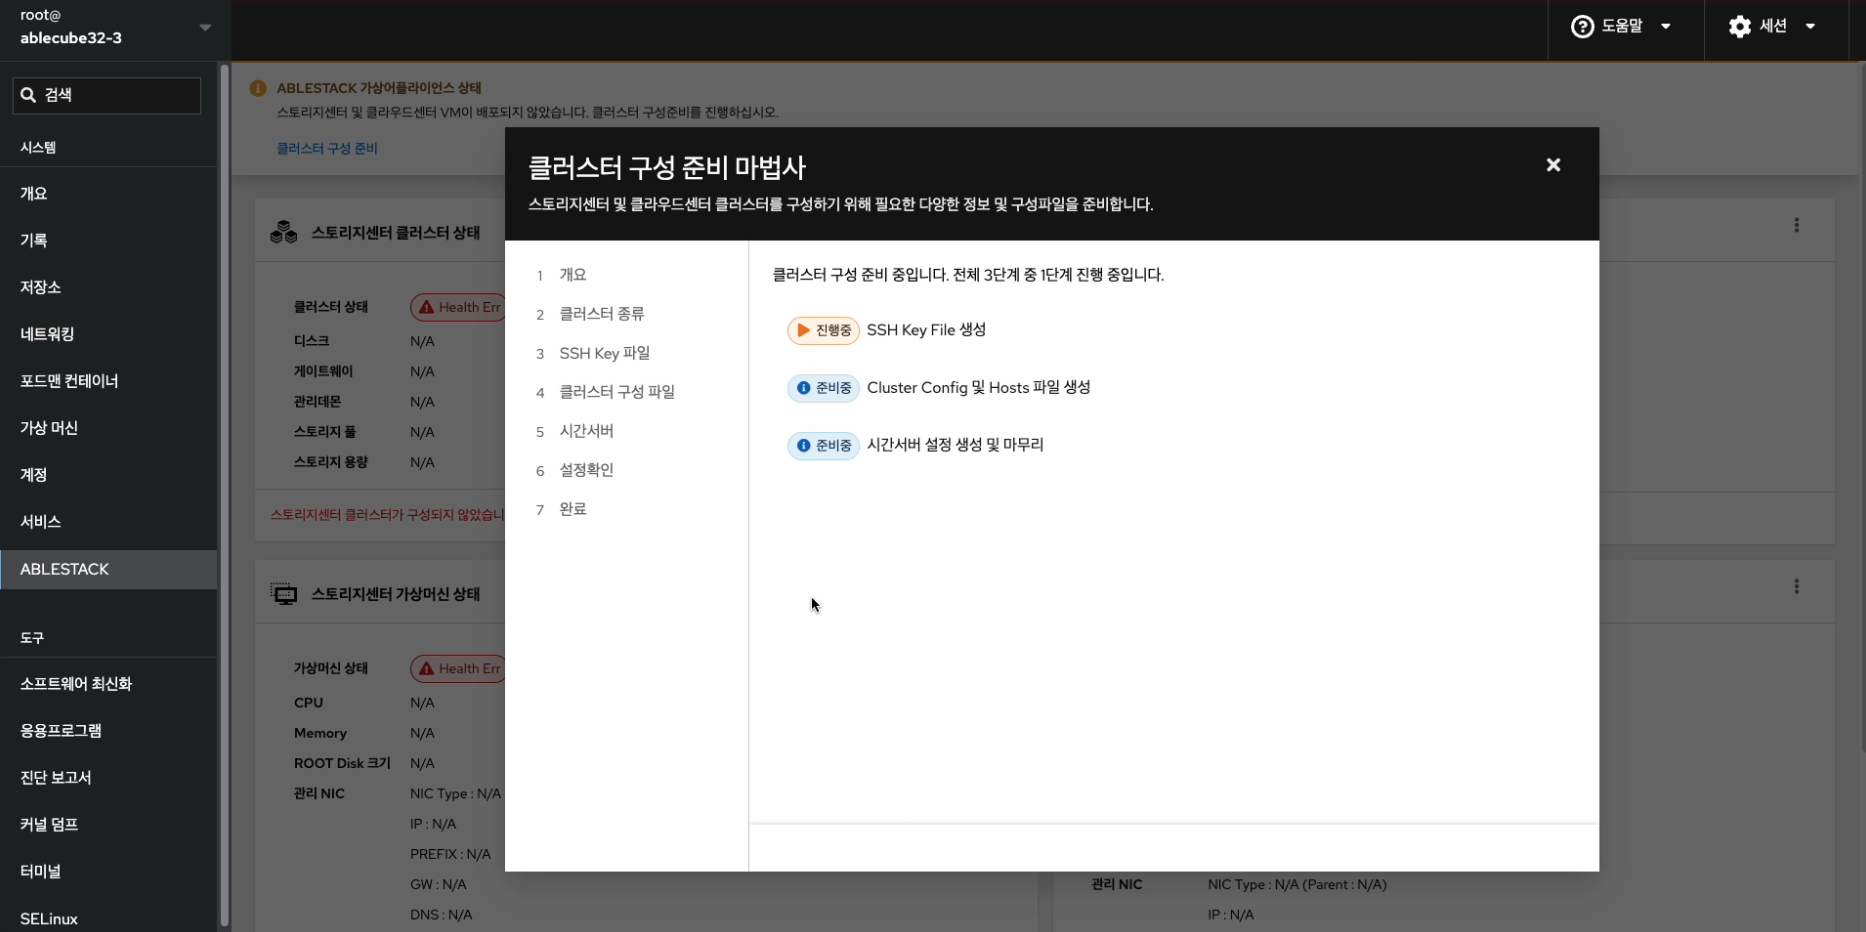 root@
ablecube32-3
도움말
세션
검색
시스템
개요
기록
저장소
네트워킹
포드맨 컨테이너
가상 머신
계정
서비스
ABLESTACK
도구
소프트웨어 최신화
응용프로그램
진단 보고서
커널 덤프
터미널
SELinux
ABLESTACK 가상어플라이언스 상태
스토리지센터 및 클라우드센터 VM이 배포되지 않았습니다. 클러스터 구성준비를 진행하십시오.
클러스터 구성 준비
스토리지센터 클러스터 상태
클러스터 상태 Health Err
디스크 N/A
게이트웨이 N/A
관리데몬 N/A
스토리지 풀 N/A
스토리지 용량 N/A
스토리지센터 클러스터가 구성되지 않았습니
스토리지센터 가상머신 상태
가상머신 상태 Health Err
CPU N/A
Memory N/A
ROOT Disk 크기 N/A
관리 NIC NIC Type : N/A
IP : N/A
PREFIX : N/A
GW : N/A
DNS : N/A
관리 NIC NIC Type : N/A (Parent : N/A)
IP : N/A
클러스터 구성 준비 마법사
스토리지센터 및 클라우드센터 클러스터를 구성하기 위해 필요한 다양한 정보 및 구성파일을 준비합니다.
1 개요
2 클러스터 종류
3 SSH Key 파일
4 클러스터 구성 파일
5 시간서버
6 설정확인
7 완료
클러스터 구성 준비 중입니다. 전체 3단계 중 1단계 진행 중입니다.
진행중 SSH Key File 생성
준비중 Cluster Config 및 Hosts 파일 생성
준비중 시간서버 설정 생성 및 마무리